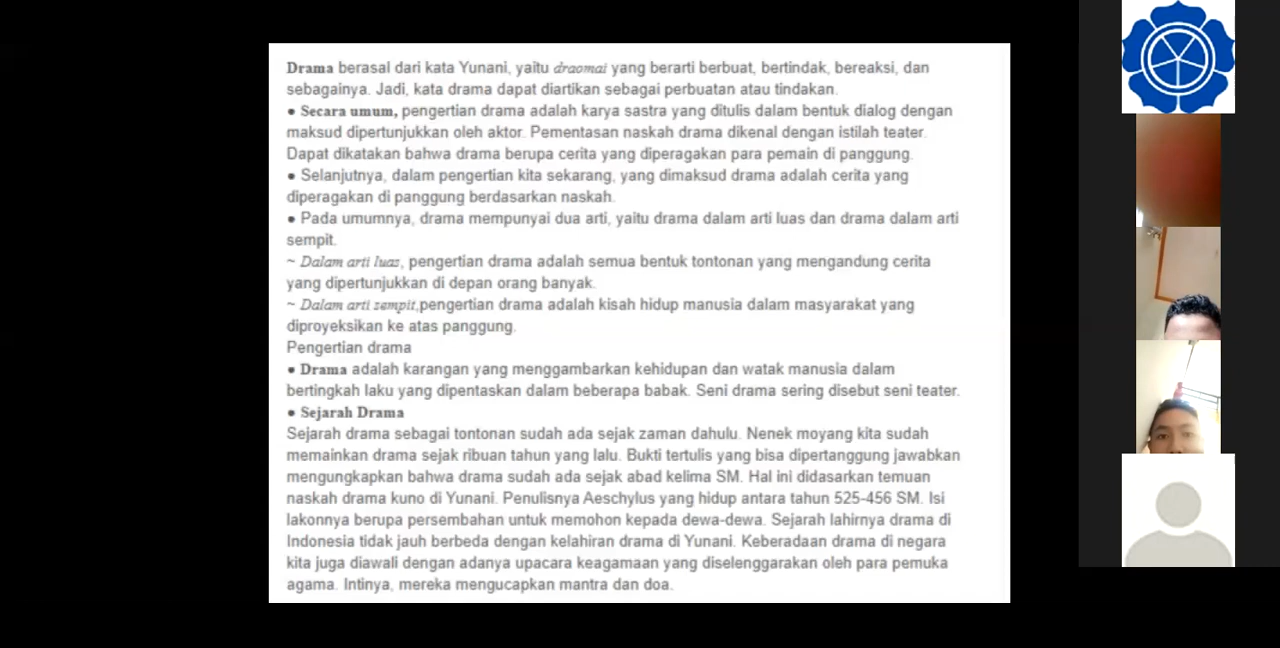 Drama berasal dari kata Yunani, yaitu draomai yang berarti berbuat, bertindak, bereaksi, dan
sebagainya. Jadi, kata drama dapat diartikan sebagai perbuatan atau tindakan.
● Secara umum, pengertian drama adalah karya sastra yang ditulis dalam bentuk dialog dengan
maksud dipertunjukkan oleh aktor. Pementasan naskah drama dikenal dengan istilah teater.
Dapat dikatakan bahwa drama berupa cerita yang diperagakan para pemain di panggung.
● Selanjutnya, dalam pengertian kita sekarang, yang dimaksud drama adalah cerita yang
diperagakan di panggung berdasarkan naskah.
● Pada umumnya, drama mempunyai dua arti, yaitu drama dalam arti luas dan drama dalam arti
sempit.
~ Dalam arti luas, pengertian drama adalah semua bentuk tontonan yang mengandung cerita
yang dipertunjukkan di depan orang banyak.
~ Dalam arti sempit,pengertian drama adalah kisah hidup manusia dalam masyarakat yang
diproyeksikan ke atas panggung.
Pengertian drama
● Drama adalah karangan yang menggambarkan kehidupan dan watak manusia dalam
bertingkah laku yang dipentaskan dalam beberapa babak. Seni drama sering disebut seni teater.
● Sejarah Drama
Sejarah drama sebagai tontonan sudah ada sejak zaman dahulu. Nenek moyang kita sudah
memainkan drama sejak ribuan tahun yang lalu. Bukti tertulis yang bisa dipertanggung jawabkan
mengungkapkan bahwa drama sudah ada sejak abad kelima SM. Hal ini didasarkan temuan
naskah drama kuno di Yunani. Penulisnya Aeschylus yang hidup antara tahun 525-456 SM. Isi
lakonnya berupa persembahan untuk memohon kepada dewa-dewa. Sejarah lahirnya drama di
Indonesia tidak jauh berbeda dengan kelahiran drama di Yunani. Keberadaan drama di negara
kita juga diawali dengan adanya upacara keagamaan yang diselenggarakan oleh para pemuka
agama. Intinya, mereka mengucapkan mantra dan doa.